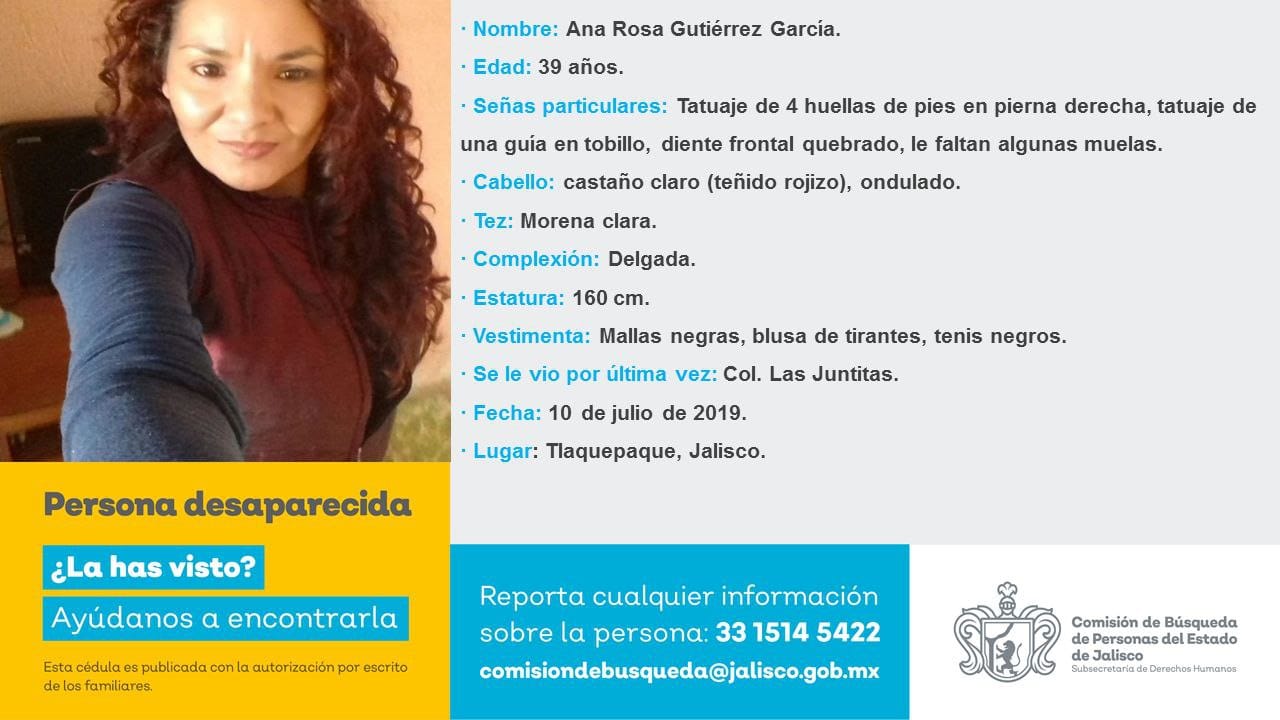 · Nombre: Ana Rosa Gutiérrez García.
· Edad: 39 años.
· Señas particulares: Tatuaje de 4 huellas de pies en pierna derecha, tatuaje de
una guía en tobillo, diente frontal quebrado, le faltan algunas muelas.
· Cabello: castaño claro (teñido rojizo), ondulado.
· Tez: Morena clara.
· Complexión: Delgada.
· Estatura: 160 cm.
· Vestimenta: Mallas negras, blusa de tirantes, tenis negros.
· Se le vio por última vez: Col. Las Juntitas.
· Fecha: 10 de julio de 2019.
· Lugar: Tlaquepaque, Jalisco.
Persona desaparecida
¿La has visto?
Ayúdanos a encontrarla
Esta cédula es publicada con la autorización por escrito
de los familiares.
Reporta cualquier información
sobre la persona: 33 1514 5422
comisiondebusqueda@jalisco.gob.mx
Comisión de Búsqueda
de Personas del Estado
de Jalisco
Subsecretaría de Derechos Humanos